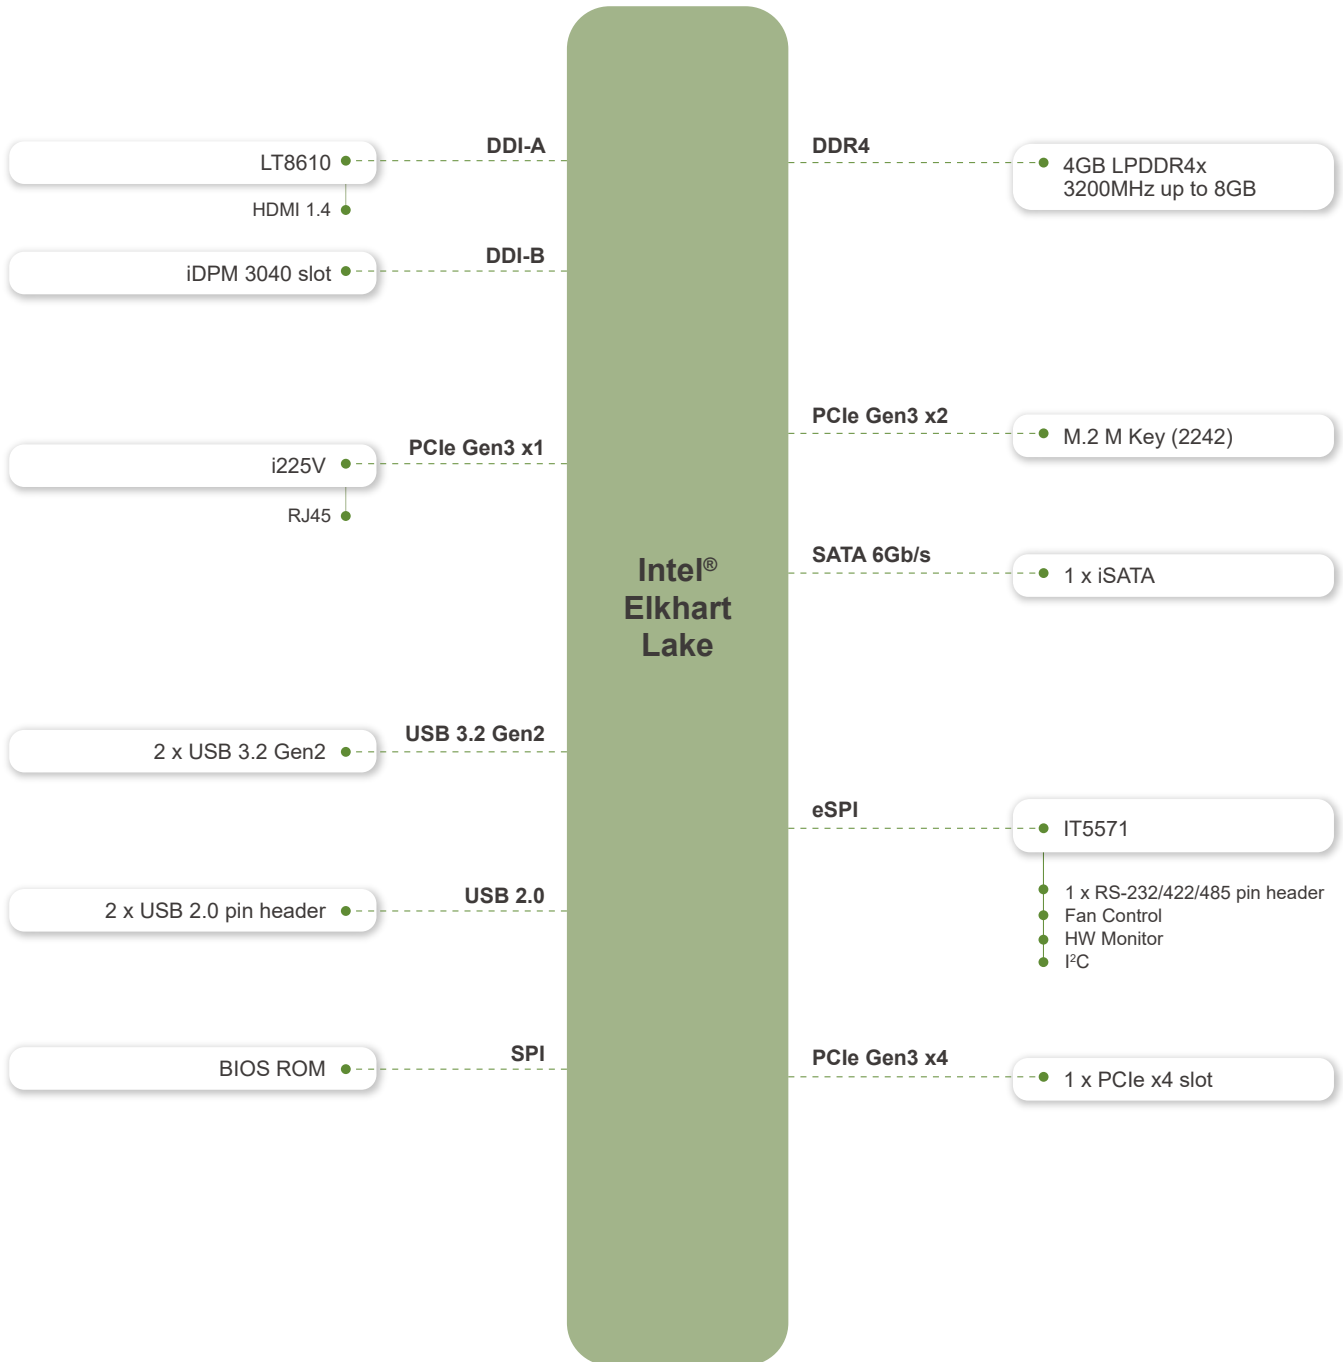 DDI-A
LT8610
HDMI 1.4
DDI-B
iDPM 3040 slot
PCIe Gen3 x1
i225V
RJ45
USB 3.2 Gen2
2 x USB 3.2 Gen2
USB 2.0
2 x USB 2.0 pin header
SPI
BIOS ROM
Intel®
Elkhart
Lake
DDR4
4GB LPDDR4x
3200MHz up to 8GB
PCIe Gen3 x2
M.2 M Key (2242)
SATA 6Gb/s
1 x iSATA
eSPI
IT5571
1 x RS-232/422/485 pin header
Fan Control
HW Monitor
I²C
PCIe Gen3 x4
1 x PCIe x4 slot